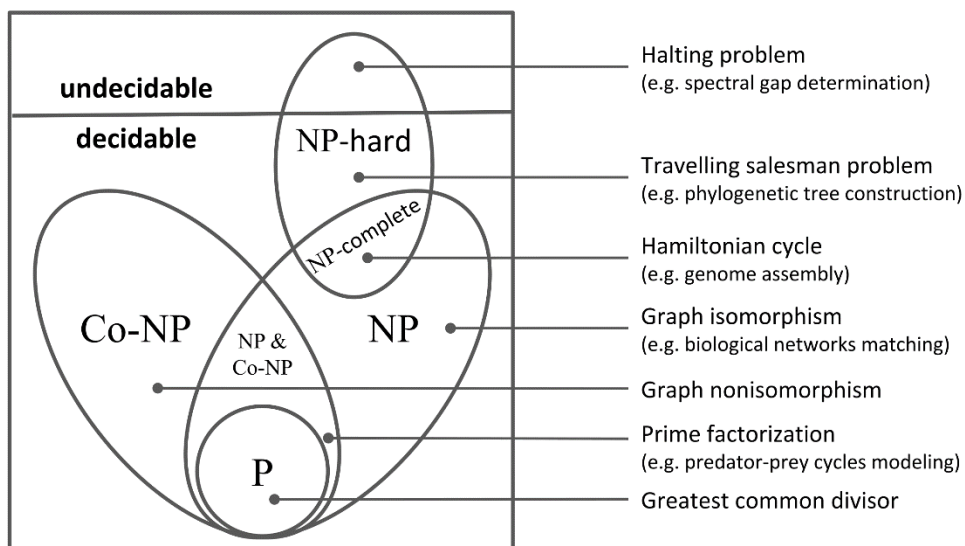 undecidable
decidable
NP-hard
NP-complete
Co-NP
NP
NP &
Co-NP
P
Halting problem
(e.g. spectral gap determination)
Travelling salesman problem
(e.g. phylogenetic tree construction)
Hamiltonian cycle
(e.g. genome assembly)
Graph isomorphism
(e.g. biological networks matching)
Graph nonisomorphism
Prime factorization
(e.g. predator-prey cycles modeling)
Greatest common divisor